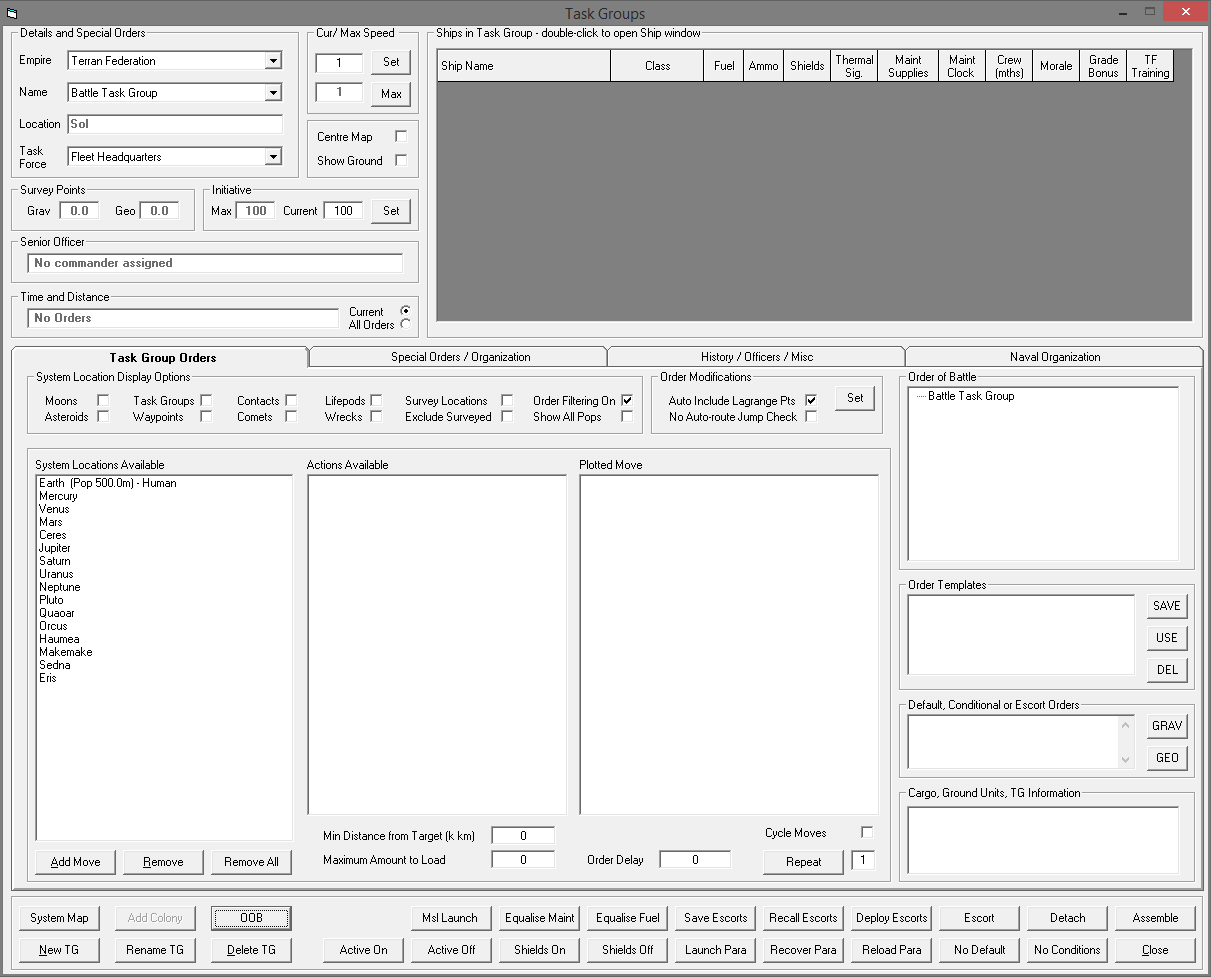 Task Groups
Details and Special Orders
Empire Terran Federation
Name Battle Task Group
Location Sol
Task Force Fleet Headquarters
Cur/ Max Speed
1 Set
1 Max
Centre Map
Show Ground
Survey Points
Grav 0.0 Geo 0.0
Initiative
Max 100 Current 100 Set
Senior Officer
No commander assigned
Time and Distance
No Orders
Current
All Orders
Ships in Task Group - double-click to open Ship window
Ship Name Class Fuel Ammo Shields Thermal Sig. Maint Supplies Maint Clock Crew (mths) Morale Grade Bonus TF Training
Task Group Orders Special Orders / Organization History / Officers / Misc Naval Organization
System Location Display Options
Moons Task Groups Contacts Lifepods Survey Locations Order Filtering On
Asteroids Waypoints Comets Wrecks Exclude Surveyed Show All Pops
Order Modifications
Auto Include Lagrange Pts Set
No Auto-route Jump Check
System Locations Available
Earth (Pop 500.0m) - Human
Mercury
Venus
Mars
Ceres
Jupiter
Saturn
Uranus
Neptune
Pluto
Quaoar
Orcus
Haumea
Makemake
Sedna
Eris
Actions Available
Plotted Move
Add Move Remove Remove All
Min Distance from Target (k km) 0
Maximum Amount to Load 0
Order Delay 0
Cycle Moves
Repeat 1
Order of Battle
Battle Task Group
Order Templates
SAVE
USE
DEL
Default, Conditional or Escort Orders
GRAV
GEO
Cargo, Ground Units, TG Information
System Map Add Colony OOB Msl Launch Equalise Maint Equalise Fuel Save Escorts Recall Escorts Deploy Escorts Escort Detach Assemble
New TG Rename TG Delete TG Active On Active Off Shields On Shields Off Launch Para Recover Para Reload Para No Default No Conditions Close